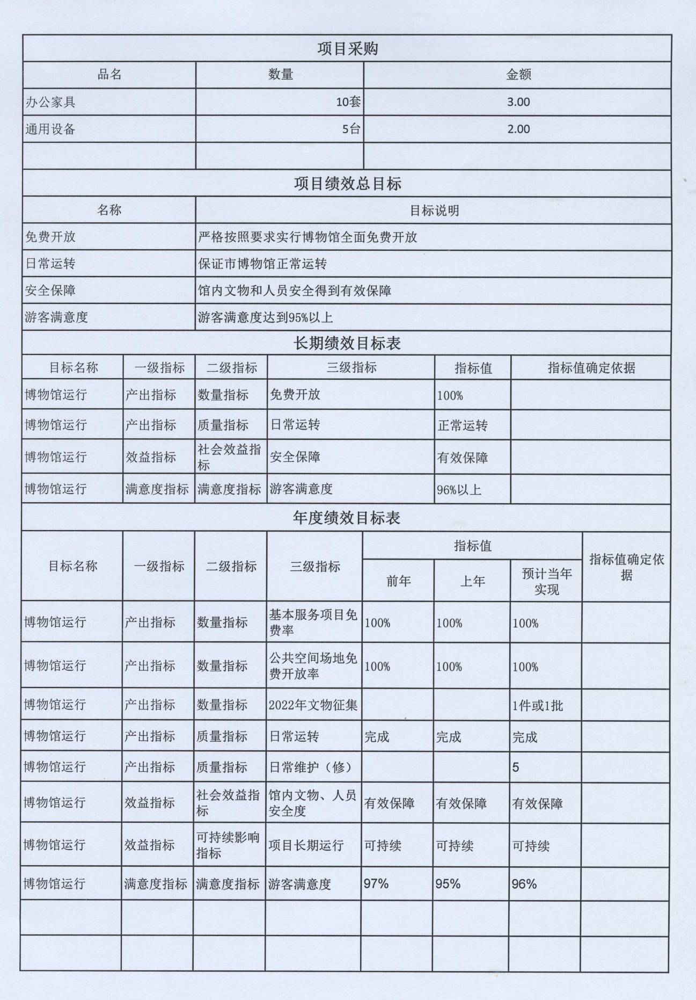 项目采购
品名 数量 金额
办公家具 10套 3.00
通用设备 5台 2.00
项目绩效总目标
名称 目标说明
免费开放 严格按照要求实行博物馆全面免费开放
日常运转 保证市博物馆正常运转
安全保障 馆内文物和人员安全得到有效保障
游客满意度 游客满意度达到95%以上
长期绩效目标表
目标名称 一级指标 二级指标 三级指标 指标值 指标值确定依据
博物馆运行 产出指标 数量指标 免费开放 100%
博物馆运行 产出指标 质量指标 日常运转 正常运转
博物馆运行 效益指标 社会效益指标 安全保障 有效保障
博物馆运行 满意度指标 满意度指标 游客满意度 96%以上
年度绩效目标表
目标名称 一级指标 二级指标 三级指标 指标值 指标值确定依据
前年 上年 预计当年实现
博物馆运行 产出指标 数量指标 基本服务项目免费率 100% 100% 100%
博物馆运行 产出指标 数量指标 公共空间场地免费开放率 100% 100% 100%
博物馆运行 产出指标 数量指标 2022年文物征集 1件或1批
博物馆运行 产出指标 质量指标 日常运转 完成 完成 完成
博物馆运行 产出指标 质量指标 日常维护（修） 5
博物馆运行 效益指标 社会效益指标 馆内文物、人员安全度 有效保障 有效保障 有效保障
博物馆运行 效益指标 可持续影响指标 项目长期运行 可持续 可持续 可持续
博物馆运行 满意度指标 满意度指标 游客满意度 97% 95% 96%